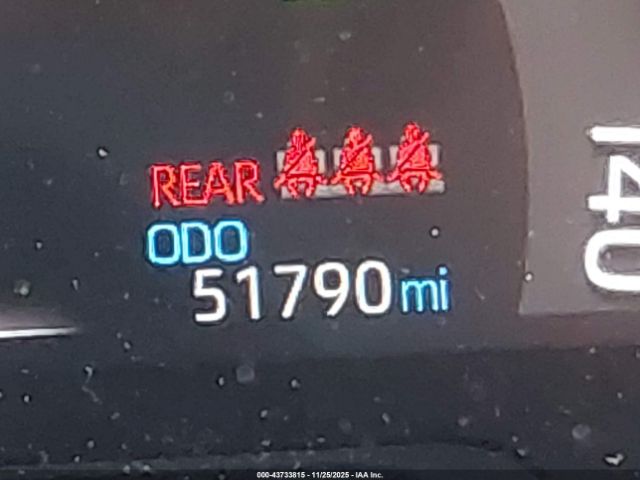 REAR
ODO
51790 mi
140
000-43733815 - 11/25/2025 - IAA Inc.